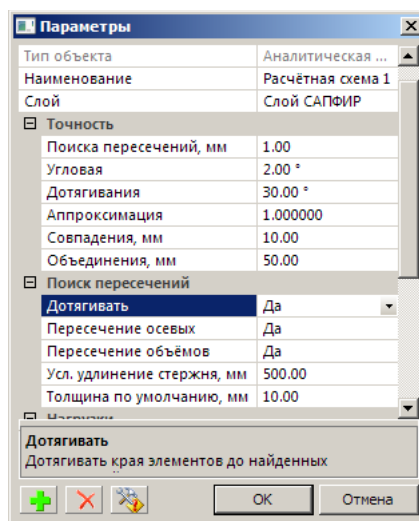 Параметры
Тип объекта Аналитическая ...
Наименование Расчётная схема 1
Слой Слой САПФИР
Точность
Поиска пересечений, мм 1.00
Угловая 2.00 °
Дотягивания 30.00 °
Аппроксимация 1.000000
Совпадения, мм 10.00
Объединения, мм 50.00
Поиск пересечений
Дотягивать Да
Пересечение осевых Да
Пересечение объёмов Да
Усл. удлинение стержня, мм 500.00
Толщина по умолчанию, мм 10.00
Нагрузки
Дотягивать
Дотягивать края элементов до найденных
OK Отмена